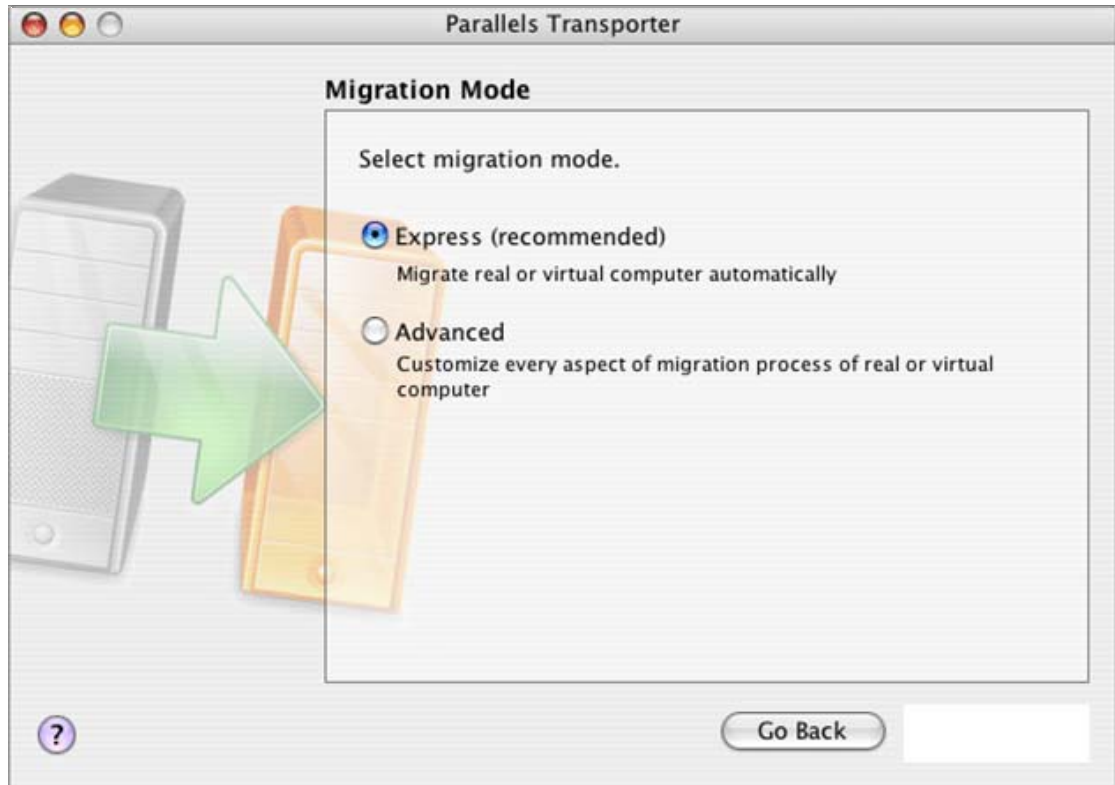 Parallels Transporter
Migration Mode
Select migration mode.
Express (recommended)
Migrate real or virtual computer automatically
Advanced
Customize every aspect of migration process of real or virtual
computer
?
Go Back